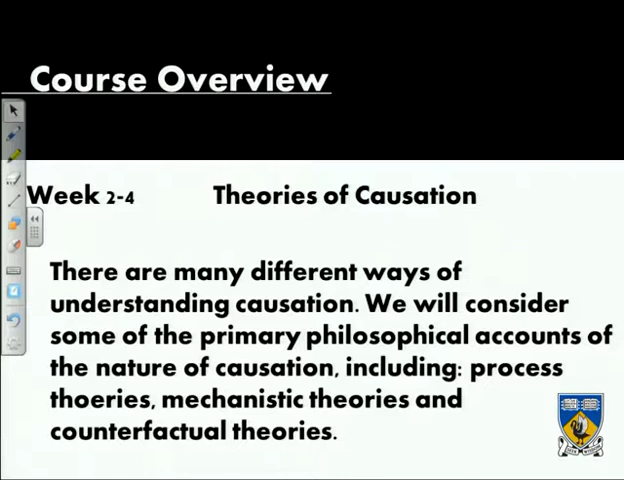 Course Overview
Week 2-4 Theories of Causation
There are many different ways of
understanding causation. We will consider
some of the primary philosophical accounts of
the nature of causation, including: process
thoeries, mechanistic theories and
counterfactual theories.